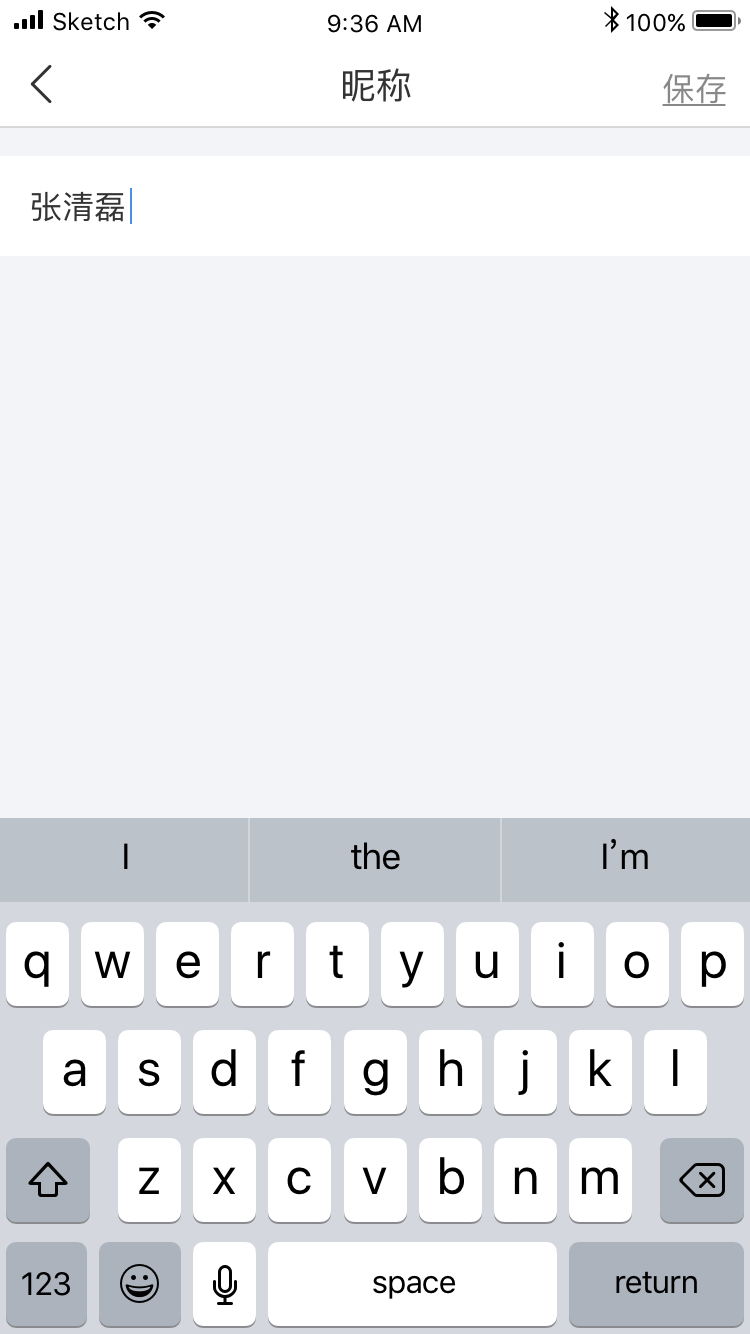 Sketch 9:36 AM 100%
昵称 保存
张清磊
I the I'm
q w e r t y u i o p
a s d f g h j k l
z x c v b n m
123 space return